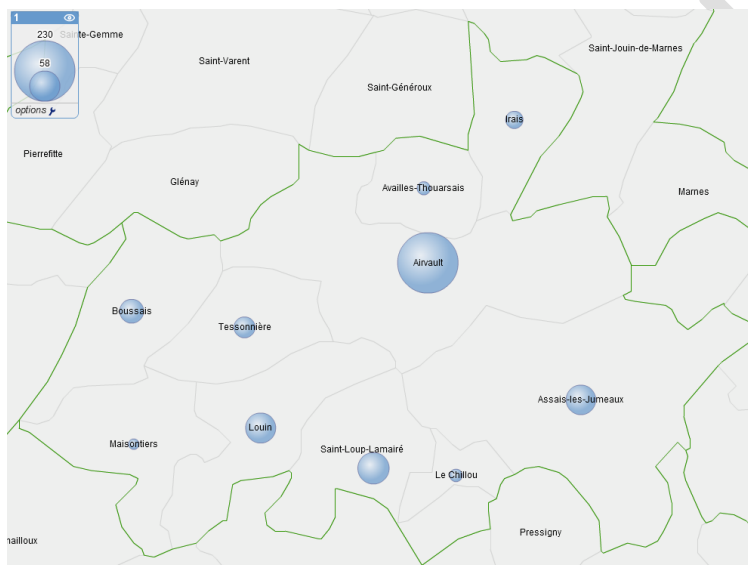 1
230
Sainte-Gemme
58
options
Saint-Varent
Saint-Jouin-de-Marnes
Saint-Généroux
Irais
Pierrefitte
Glénay
Availles-Thouarsais
Marnes
Airvault
Boussais
Tessonnière
Assais-les-Jumeaux
Louin
Maisontiers
Saint-Loup-Lamairé
Le Chillou
Pressigny
nailloux